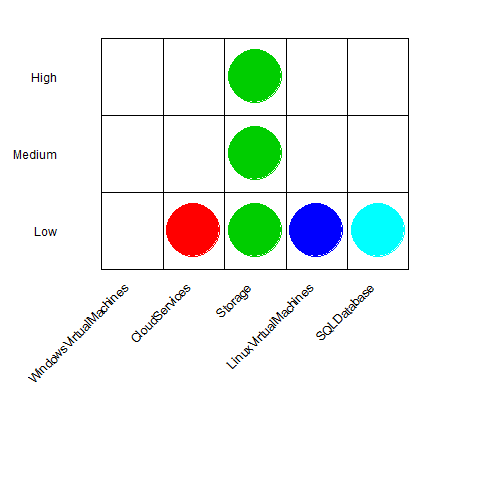 High
Medium
Low
WindowsVirtualMachines
CloudServices
Storage
LinuxVirtualMachines
SQLDatabase